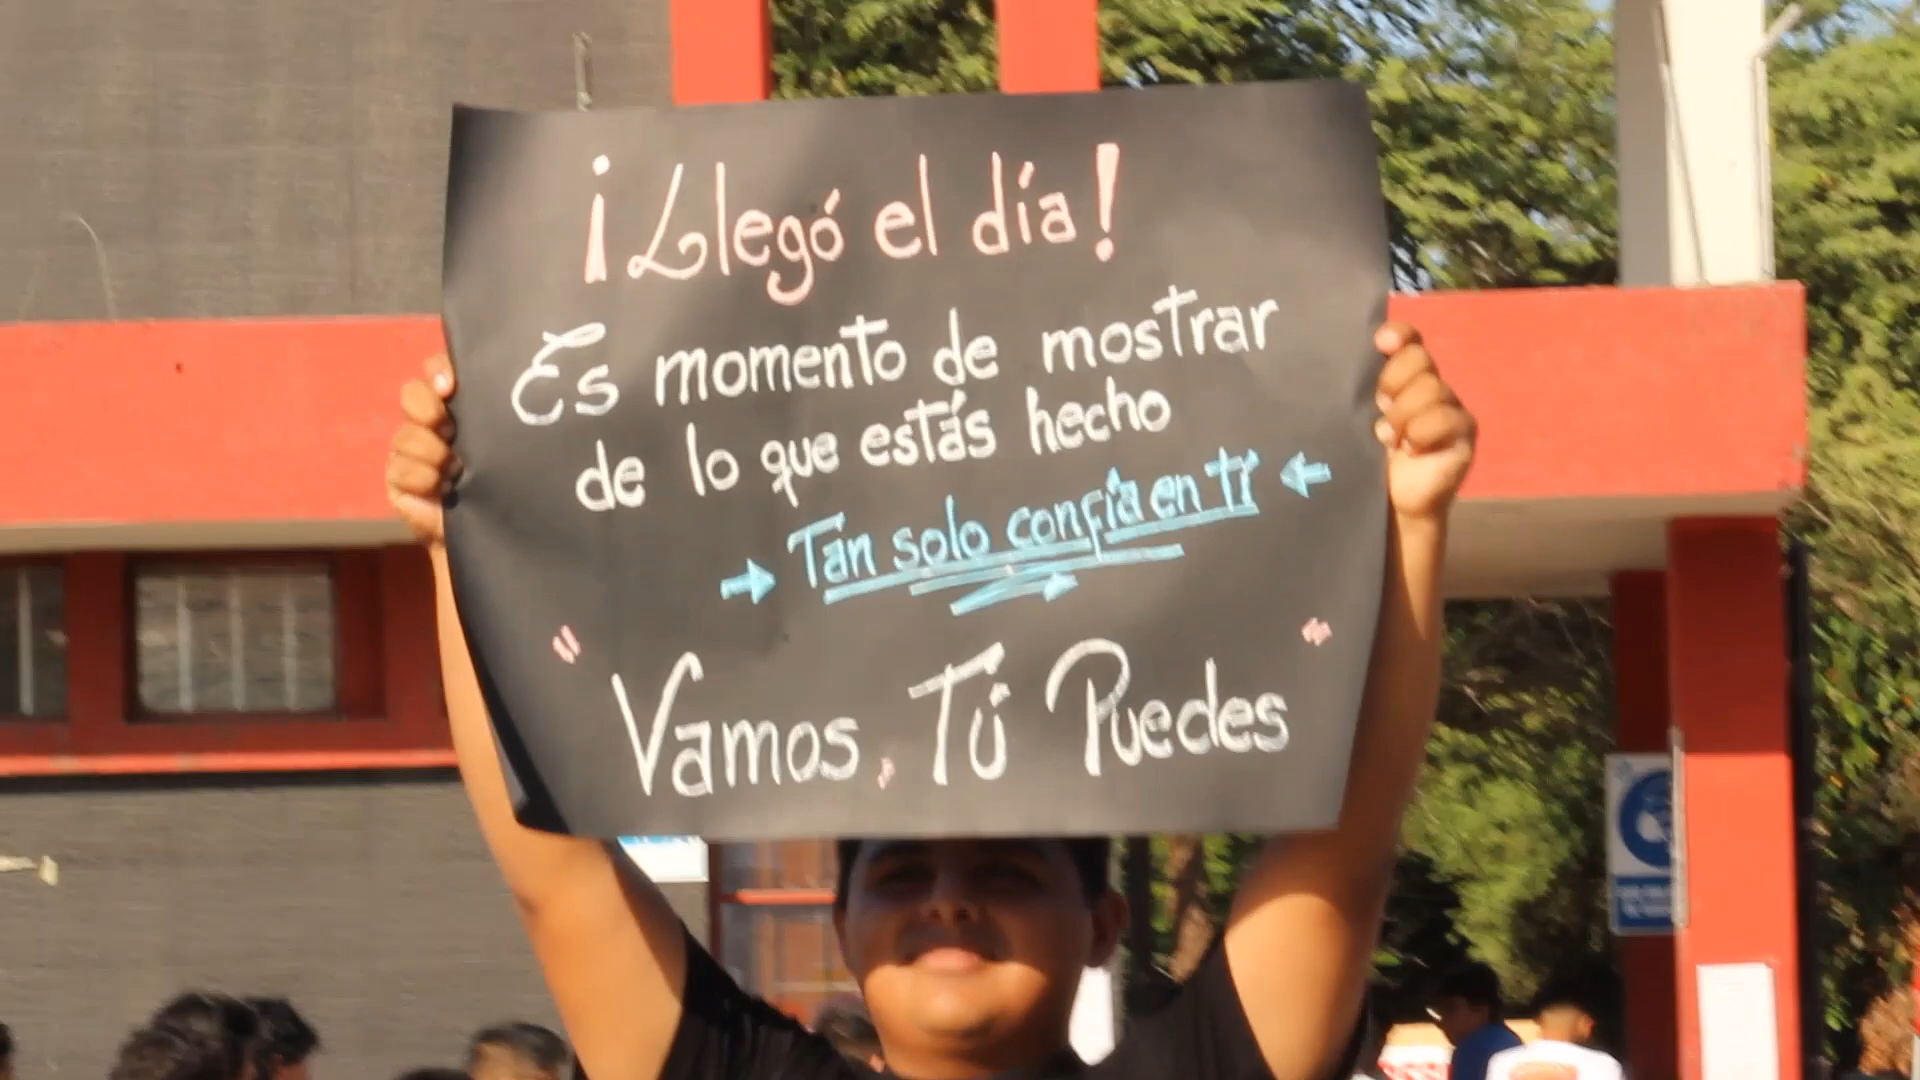 ¡Llegó el día!
Es momento de mostrar
de lo que estás hecho
→ Tan solo confía en tí ←
"Vamos, Tú Puedes"